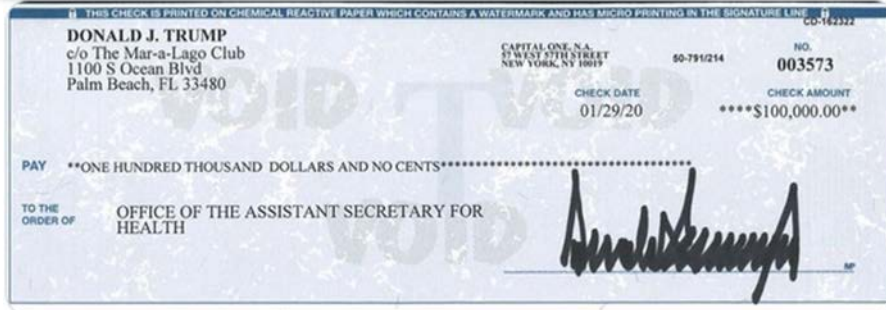 THIS CHECK IS PRINTED ON CHEMICAL REACTIVE PAPER WHICH CONTAINS A WATERMARK AND HAS MICRO PRINTING IN THE SIGNATURE LINE
CD-162322
DONALD J. TRUMP
c/o The Mar-a-Lago Club
1100 S Ocean Blvd
Palm Beach, FL 33480
CAPITAL ONE, N.A.
57 WEST 57TH STREET
NEW YORK, NY 10019
50-791/214
NO.
003573
CHECK DATE
01/29/20
CHECK AMOUNT
****$100,000.00**
VOID VOID
PAY **ONE HUNDRED THOUSAND DOLLARS AND NO CENTS****************************************
TO THE
ORDER OF
OFFICE OF THE ASSISTANT SECRETARY FOR
HEALTH
VOID
MP